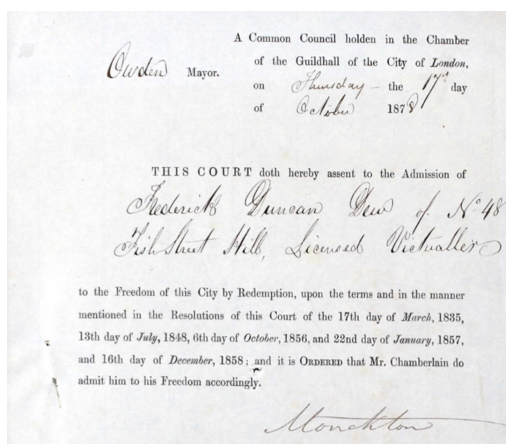 A Common Council holden in the Chamber
of the Guildhall of the City of London,
Owden Mayor.
on Thursday – the 17th day
of October 1878
THIS COURT doth hereby assent to the Admission of
Frederick Duncan Dew of No 48
Fish Street Hill, Licensed Victualler
to the Freedom of this City by Redemption, upon the terms and in the manner
mentioned in the Resolutions of this Court of the 17th day of March, 1835,
13th day of July, 1848, 6th day of October, 1856, and 22nd day of January, 1857,
and 16th day of December, 1858; and it is ORDERED that Mr. Chamberlain do
admit him to his Freedom accordingly.
Monckton